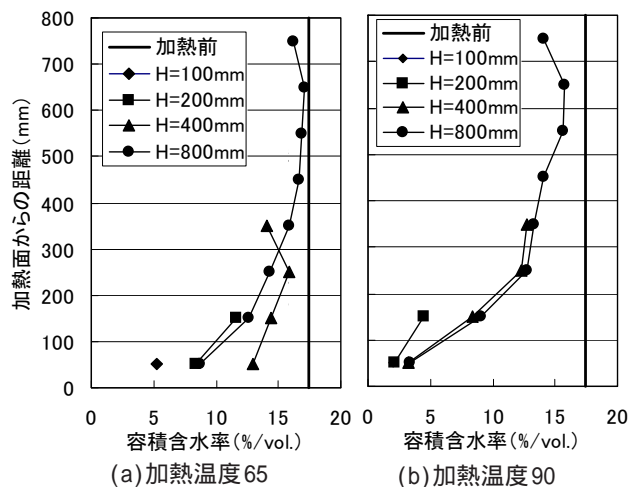 800
700
600
500
400
300
200
100
0
加熱面からの距離(mm)
加熱前
H=100mm
H=200mm
H=400mm
H=800mm
0 5 10 15 20
容積含水率(%/vol.)
(a)加熱温度65
加熱前
H=100mm
H=200mm
H=400mm
H=800mm
0 5 10 15 20
容積含水率(%/vol.)
(b)加熱温度90